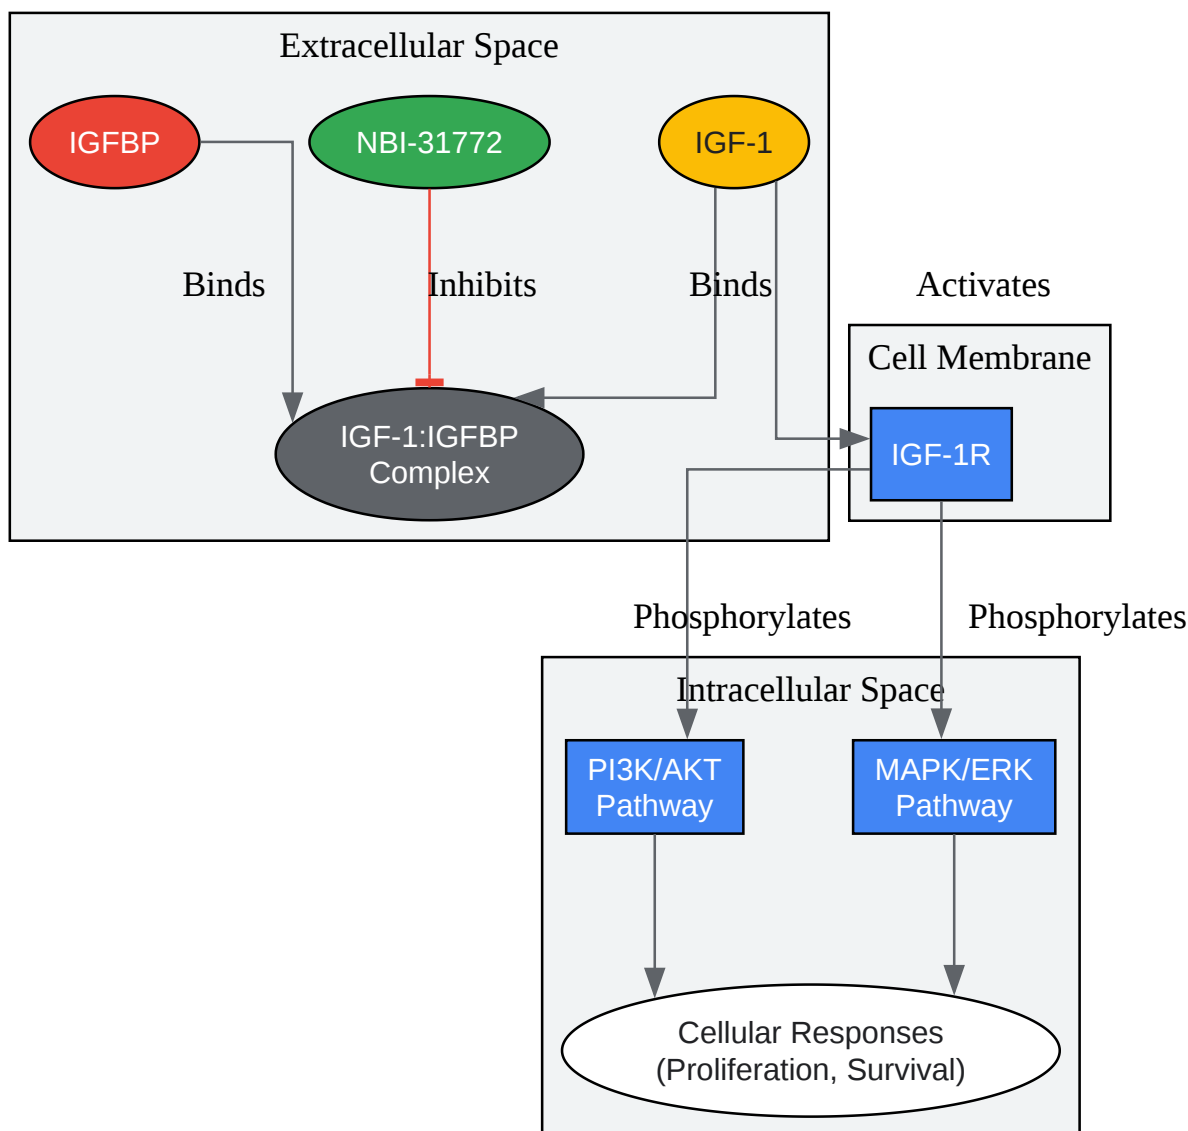 Extracellular Space
IGFBP
NBI-31772
IGF-1
Binds
Inhibits
Binds
Activates
Cell Membrane
IGF-1:IGFBP
Complex
IGF-1R
Phosphorylates
Phosphorylates
Intracellular Space
PI3K/AKT
Pathway
MAPK/ERK
Pathway
Cellular Responses
(Proliferation, Survival)